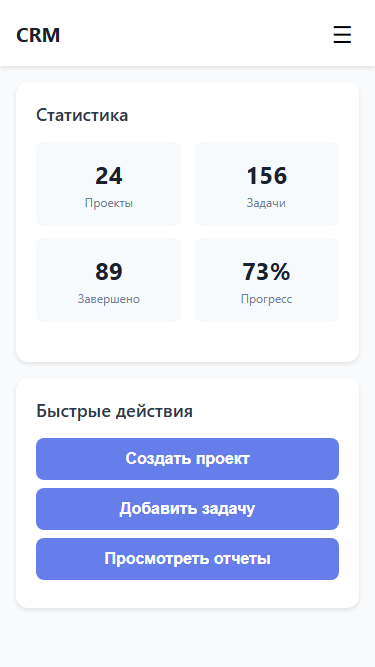 CRM
Статистика
24
Проекты
156
Задачи
89
Завершено
73%
Прогресс
Быстрые действия
Создать проект
Добавить задачу
Просмотреть отчеты